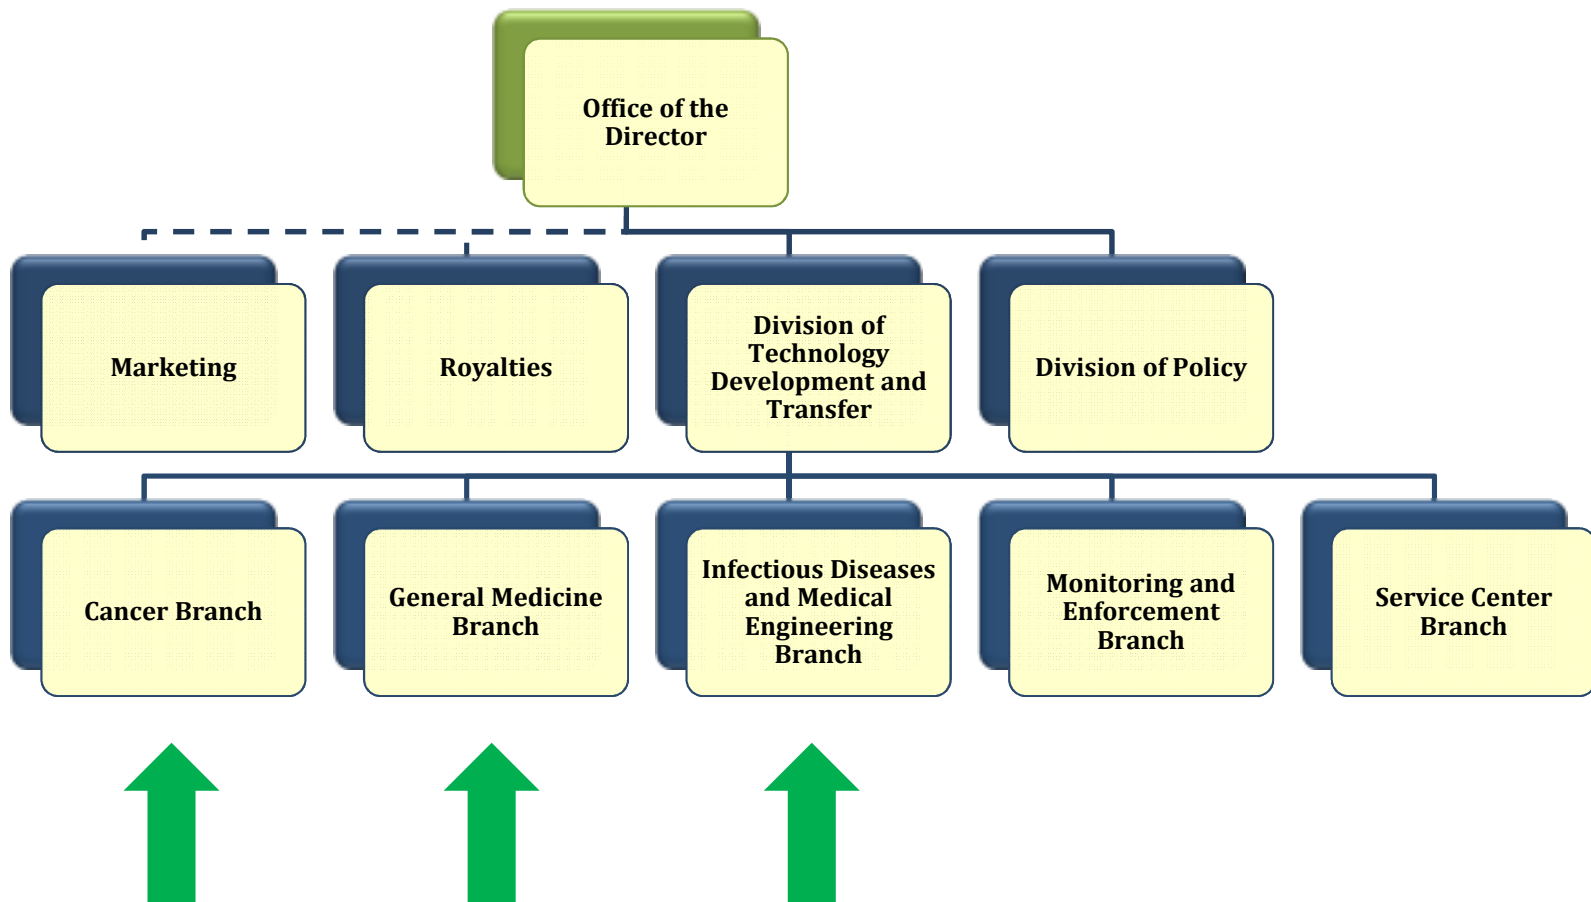 Office of the
Director
Marketing
Royalties
Division of
Technology
Development and
Transfer
Division of Policy
Cancer Branch
General Medicine
Branch
Infectious Diseases
and Medical
Engineering
Branch
Monitoring and
Enforcement
Branch
Service Center
Branch